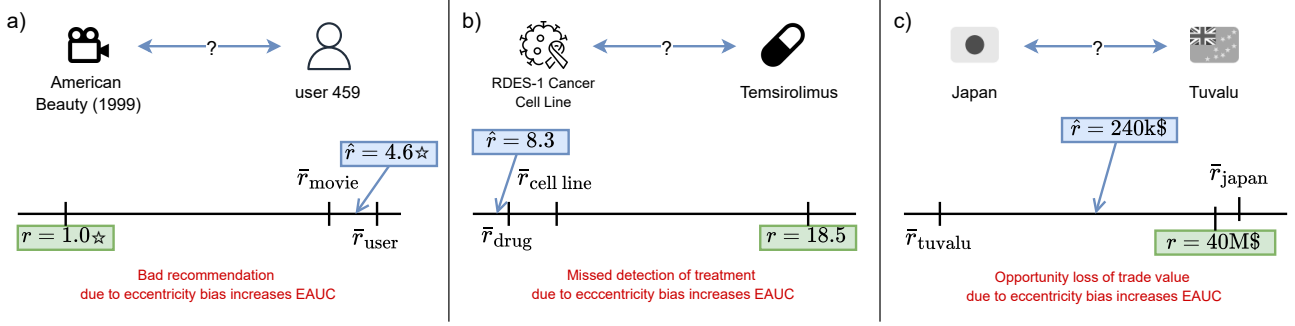 a)
?
American
Beauty (1999)
user 459
r̂ = 4.6☆
r̄movie
r = 1.0☆
r̄user
Bad recommendation
due to eccentricity bias increases EAUC
b)
?
RDES-1 Cancer
Cell Line
Temsirolimus
r̂ = 8.3
r̄cell line
r̄drug
r = 18.5
Missed detection of treatment
due to ecccentricity bias increases EAUC
c)
?
Japan
Tuvalu
r̂ = 240k$
r̄japan
r̄tuvalu
r = 40M$
Opportunity loss of trade value
due to eccentricity bias increases EAUC